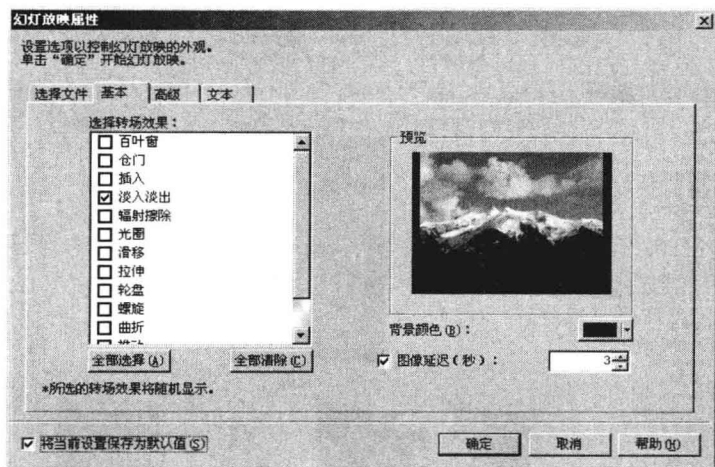 幻灯放映属性
设置选项以控制幻灯放映的外观。
单击“确定”开始幻灯放映。
选择文件 基本 高级 文本
选择转场效果：
百叶窗
仓门
插入
淡入淡出
辐射擦除
光圈
滑移
拉伸
轮盘
螺旋
曲折
全部选择(A) 全部清除(C)
*所选的转场效果将随机显示。
预览
背景颜色(B)：
图像延迟(秒)： 3
将当前设置保存为默认值(S)
确定 取消 帮助(H)